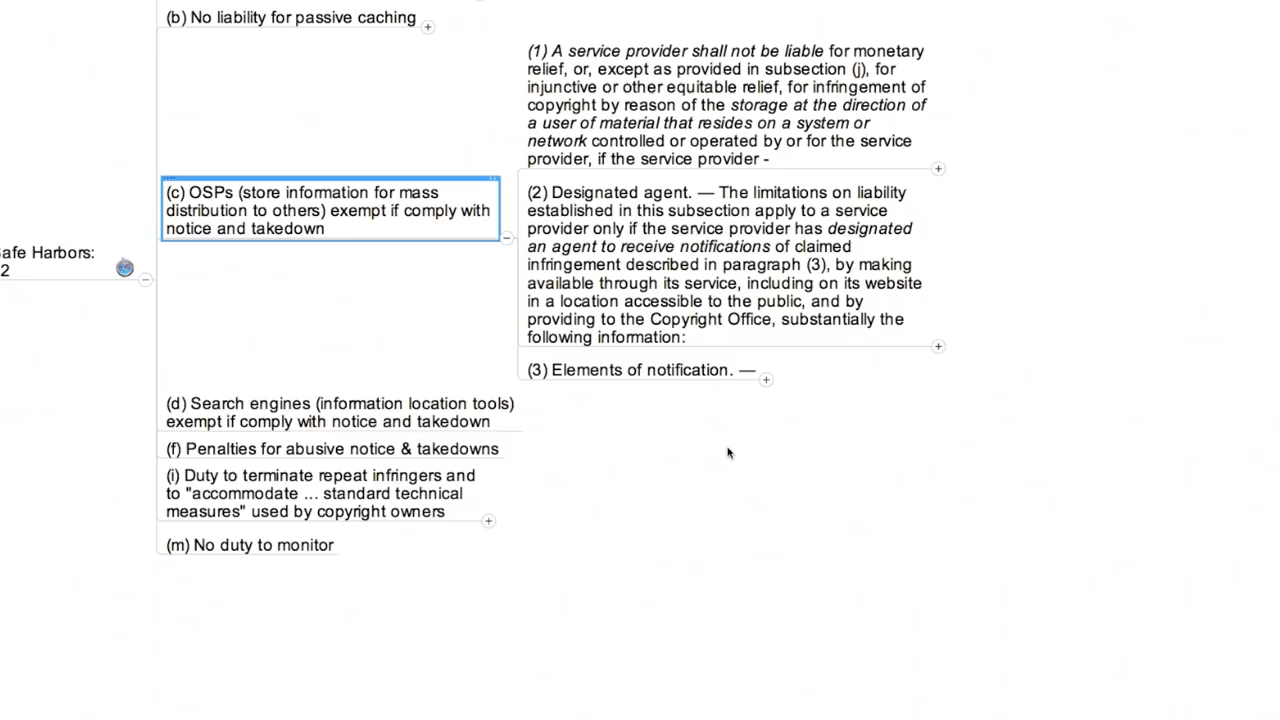 (b) No liability for passive caching
(1) A service provider shall not be liable for monetary
relief, or, except as provided in subsection (j), for
injunctive or other equitable relief, for infringement of
copyright by reason of the storage at the direction of
a user of material that resides on a system or
network controlled or operated by or for the service
provider, if the service provider -
(c) OSPs (store information for mass
distribution to others) exempt if comply with
notice and takedown
(2) Designated agent. — The limitations on liability
established in this subsection apply to a service
provider only if the service provider has designated
an agent to receive notifications of claimed
infringement described in paragraph (3), by making
available through its service, including on its website
in a location accessible to the public, and by
providing to the Copyright Office, substantially the
following information:
afe Harbors:
2
(3) Elements of notification. —
(d) Search engines (information location tools)
exempt if comply with notice and takedown
(f) Penalties for abusive notice & takedowns
(i) Duty to terminate repeat infringers and
to "accommodate ... standard technical
measures" used by copyright owners
(m) No duty to monitor